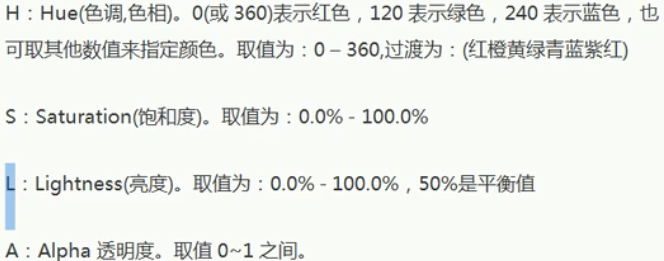 H：Hue(色调,色相)。0(或 360)表示红色，120 表示绿色，240 表示蓝色，也
可取其他数值来指定颜色。取值为：0 – 360,过渡为：(红橙黄绿青蓝紫红)
S：Saturation(饱和度)。取值为：0.0% - 100.0%
L：Lightness(亮度)。取值为：0.0% - 100.0%，50%是平衡值
A：Alpha 透明度。取值 0~1 之间。